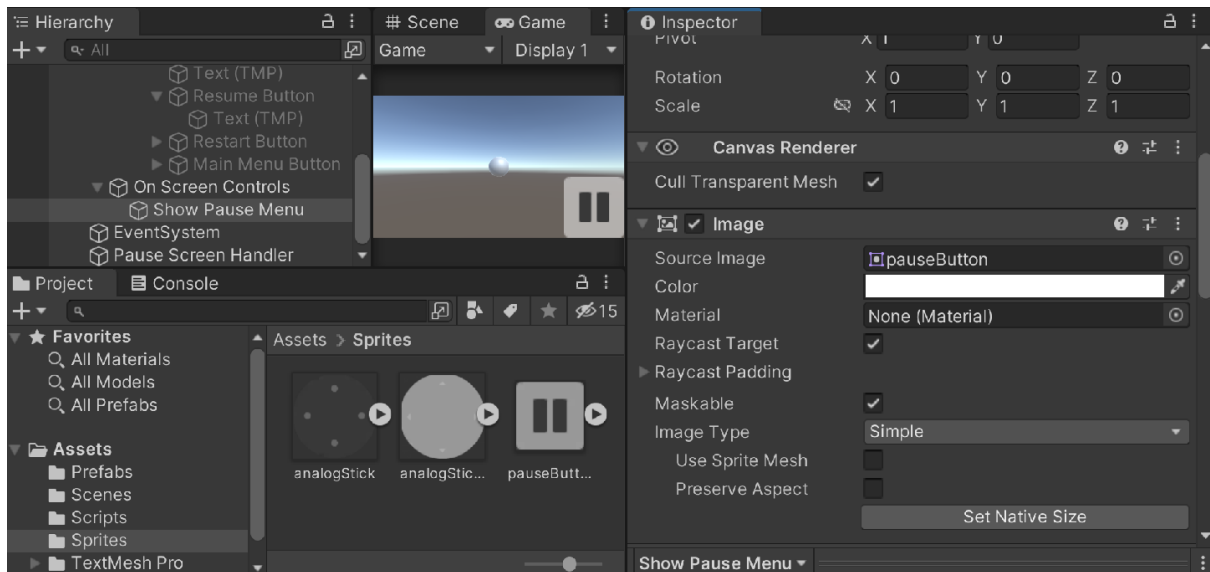 Hierarchy
All
Text (TMP)
Resume Button
Text (TMP)
Restart Button
Main Menu Button
On Screen Controls
Show Pause Menu
EventSystem
Pause Screen Handler
Scene Game
Game Display 1
Project Console
15
Favorites
All Materials
All Models
All Prefabs
Assets
Prefabs
Scenes
Scripts
Sprites
TextMesh Pro
Assets > Sprites
analogStick analogStic... pauseButt...
Inspector
Pivot X 1 Y 0
Rotation X 0 Y 0 Z 0
Scale X 1 Y 1 Z 1
Canvas Renderer
Cull Transparent Mesh
Image
Source Image pauseButton
Color
Material None (Material)
Raycast Target
Raycast Padding
Maskable
Image Type Simple
Use Sprite Mesh
Preserve Aspect
Set Native Size
Show Pause Menu